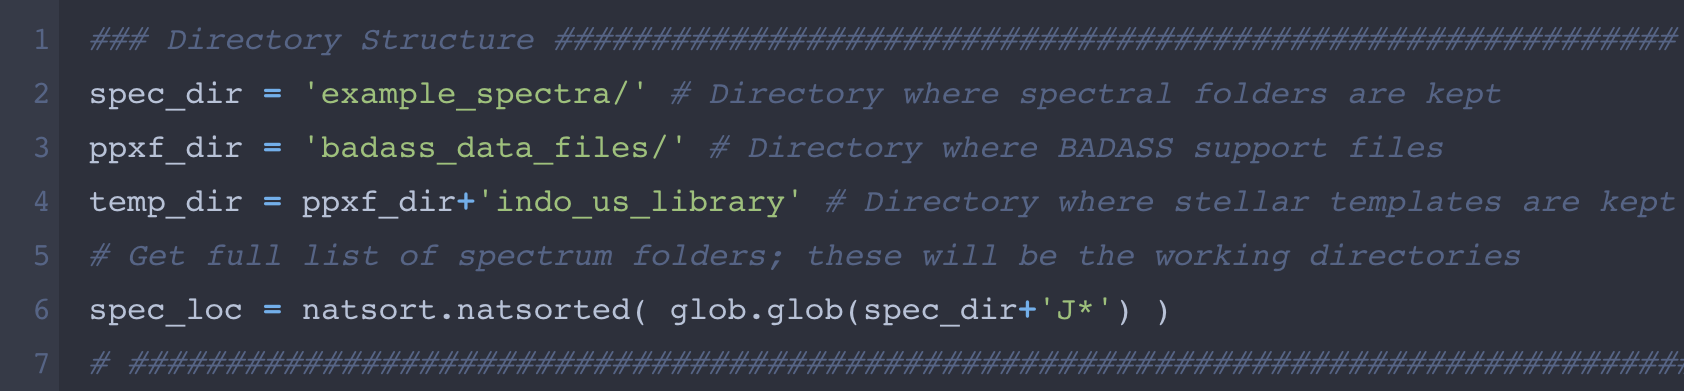 1 ### Directory Structure ##########################################################
2 spec_dir = 'example_spectra/' # Directory where spectral folders are kept
3 ppxf_dir = 'badass_data_files/' # Directory where BADASS support files
4 temp_dir = ppxf_dir+'indo_us_library' # Directory where stellar templates are kept
5 # Get full list of spectrum folders; these will be the working directories
6 spec_loc = natsort.natsorted( glob.glob(spec_dir+'J*') )
7 # ################################################################################